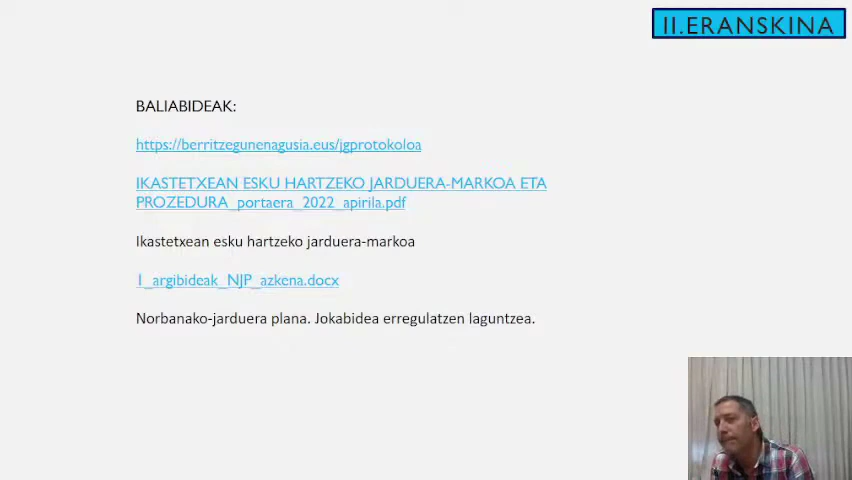 II.ERANSKINA
BALIABIDEAK:
https://berritzegunenagusia.eus/jgprotokoloa
IKASTETXEAN ESKU HARTZEKO JARDUERA-MARKOA ETA
PROZEDURA_portaera_2022_apirila.pdf
Ikastetxean esku hartzeko jarduera-markoa
1_argibideak_NJP_azkena.docx
Norbanako-jarduera plana. Jokabidea erregulatzen laguntzea.